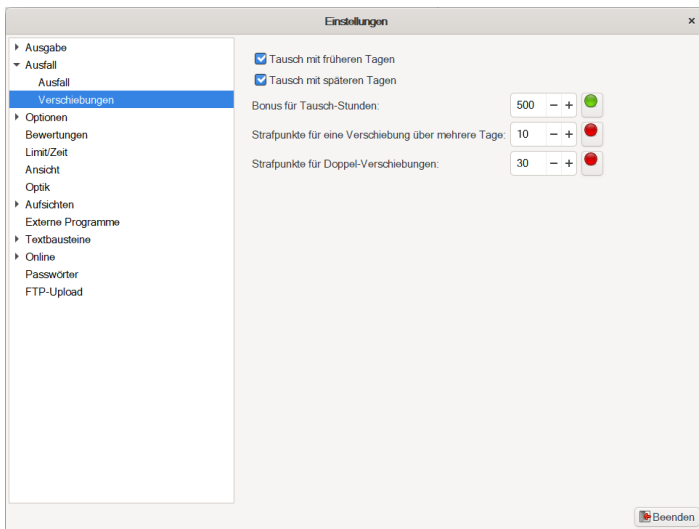 Einstellungen
×
Ausgabe
Ausfall
Ausfall
Verschiebungen
Optionen
Bewertungen
Limit/Zeit
Ansicht
Optik
Aufsichten
Externe Programme
Textbausteine
Online
Passwörter
FTP-Upload
Tausch mit früheren Tagen
Tausch mit späteren Tagen
Bonus für Tausch-Stunden: 500 − +
Strafpunkte für eine Verschiebung über mehrere Tage: 10 − +
Strafpunkte für Doppel-Verschiebungen: 30 − +
Beenden